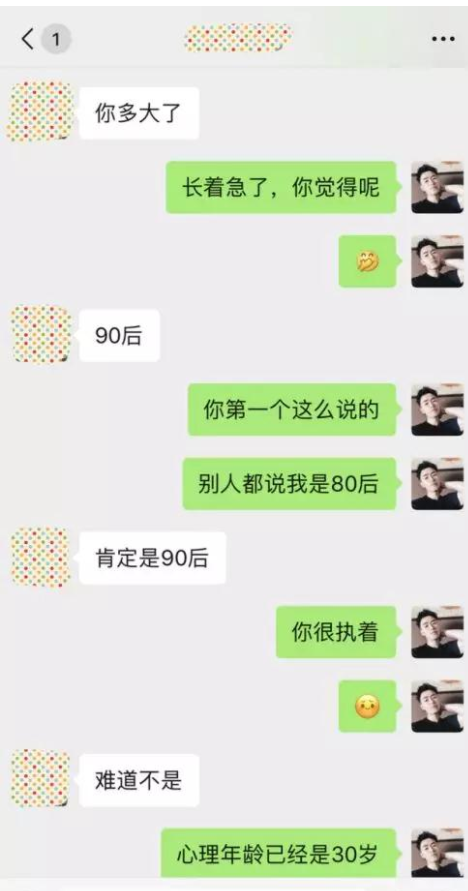 1
你多大了
长着急了，你觉得呢
90后
你第一个这么说的
别人都说我是80后
肯定是90后
你很执着
难道不是
心理年龄已经是30岁